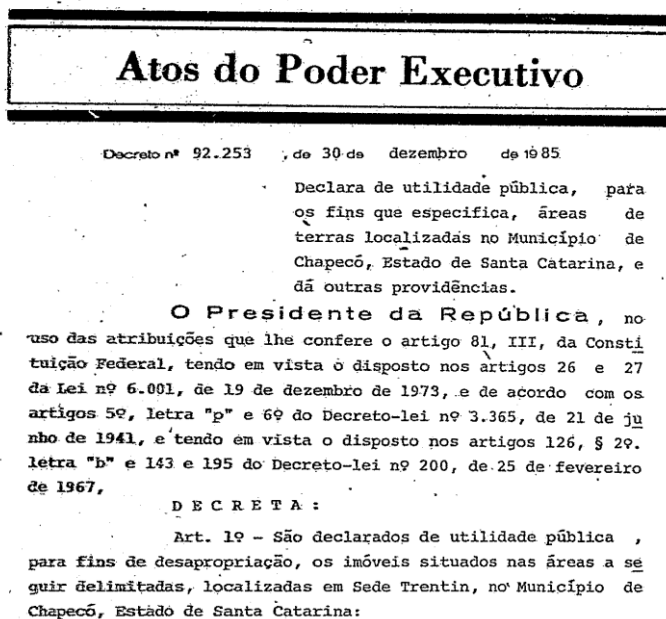 Atos do Poder Executivo
Decreto nº 92.253 , de 30 de dezembro de 1985
Declara de utilidade pública, para
os fins que especifica, áreas de
terras localizadas no Município de
Chapecó, Estado de Santa Catarina, e
dá outras providências.
O Presidente da República, no
uso das atribuições que lhe confere o artigo 81, III, da Consti
tuição Federal, tendo em vista o disposto nos artigos 26 e 27
da Lei nº 6.001, de 19 de dezembro de 1973, e de acordo com os
artigos 5º, letra "p" e 6º do Decreto-lei nº 3.365, de 21 de ju
nho de 1941, e tendo em vista o disposto nos artigos 126, § 2º.
letra "b" e 143 e 195 do Decreto-lei nº 200, de 25 de fevereiro
de 1967,
D E C R E T A :
Art. 1º - São declarados de utilidade pública ,
para fins de desapropriação, os imóveis situados nas áreas a se
guir delimitadas, localizadas em Sede Trentin, no Município de
Chapecó, Estado de Santa Catarina: